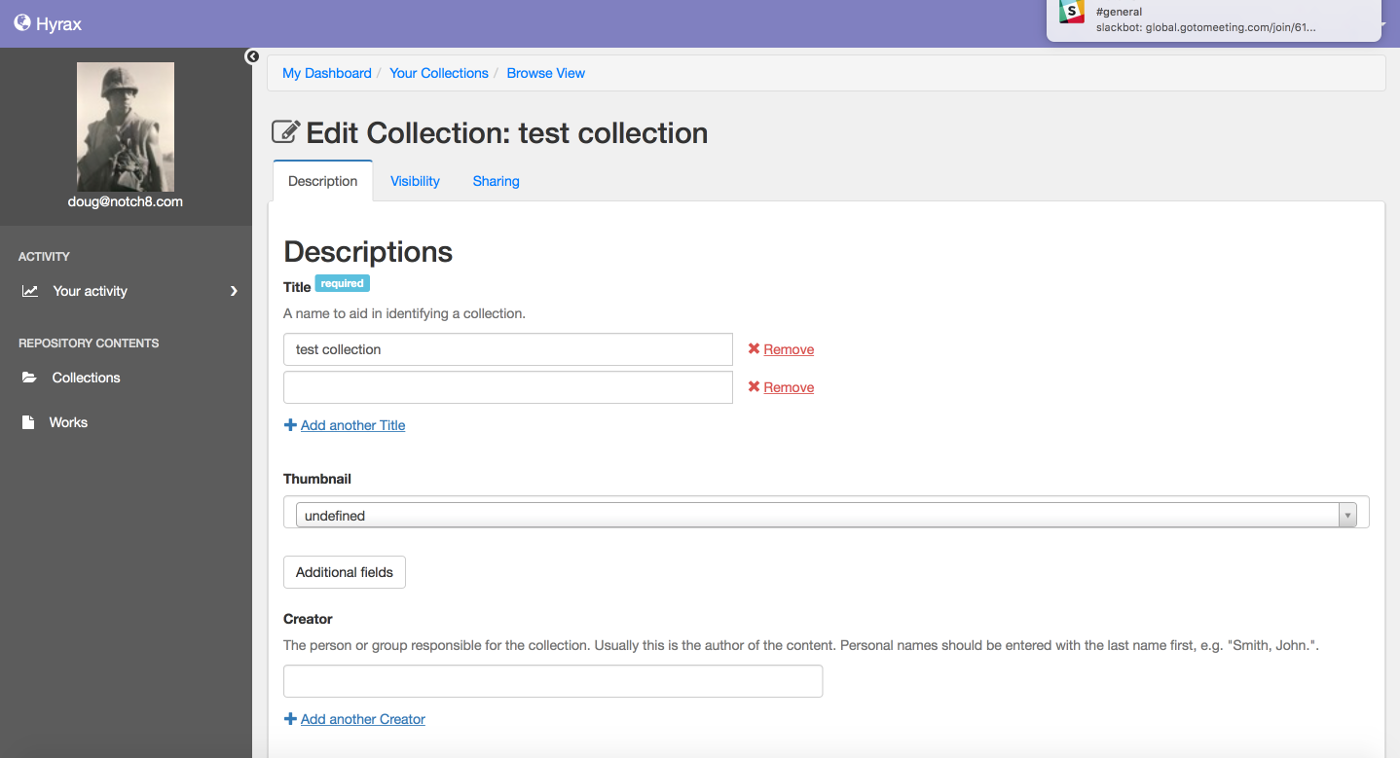 Hyrax
#general
slackbot: global.gotomeeting.com/join/61...
doug@notch8.com
ACTIVITY
Your activity
REPOSITORY CONTENTS
Collections
Works
My Dashboard / Your Collections / Browse View
Edit Collection: test collection
Description Visibility Sharing
Descriptions
Title required
A name to aid in identifying a collection.
test collection Remove
Remove
Add another Title
Thumbnail
undefined
Additional fields
Creator
The person or group responsible for the collection. Usually this is the author of the content. Personal names should be entered with the last name first, e.g. "Smith, John.".
Add another Creator